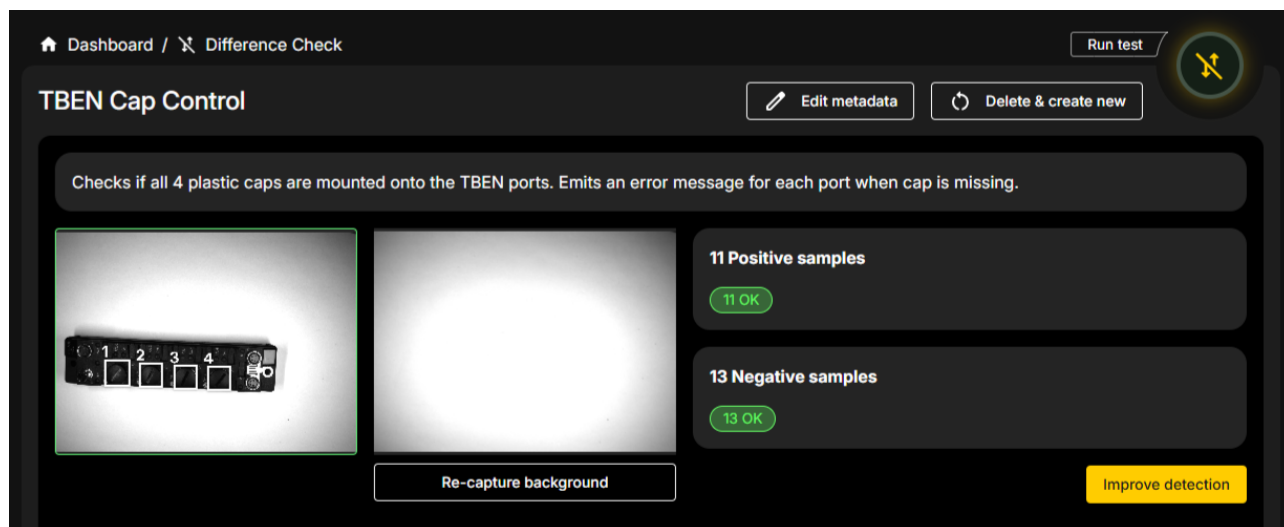 Dashboard / Difference Check
Run test
TBEN Cap Control
Edit metadata
Delete & create new
Checks if all 4 plastic caps are mounted onto the TBEN ports. Emits an error message for each port when cap is missing.
1 2 3 4
11 Positive samples
11 OK
13 Negative samples
13 OK
Re-capture background
Improve detection